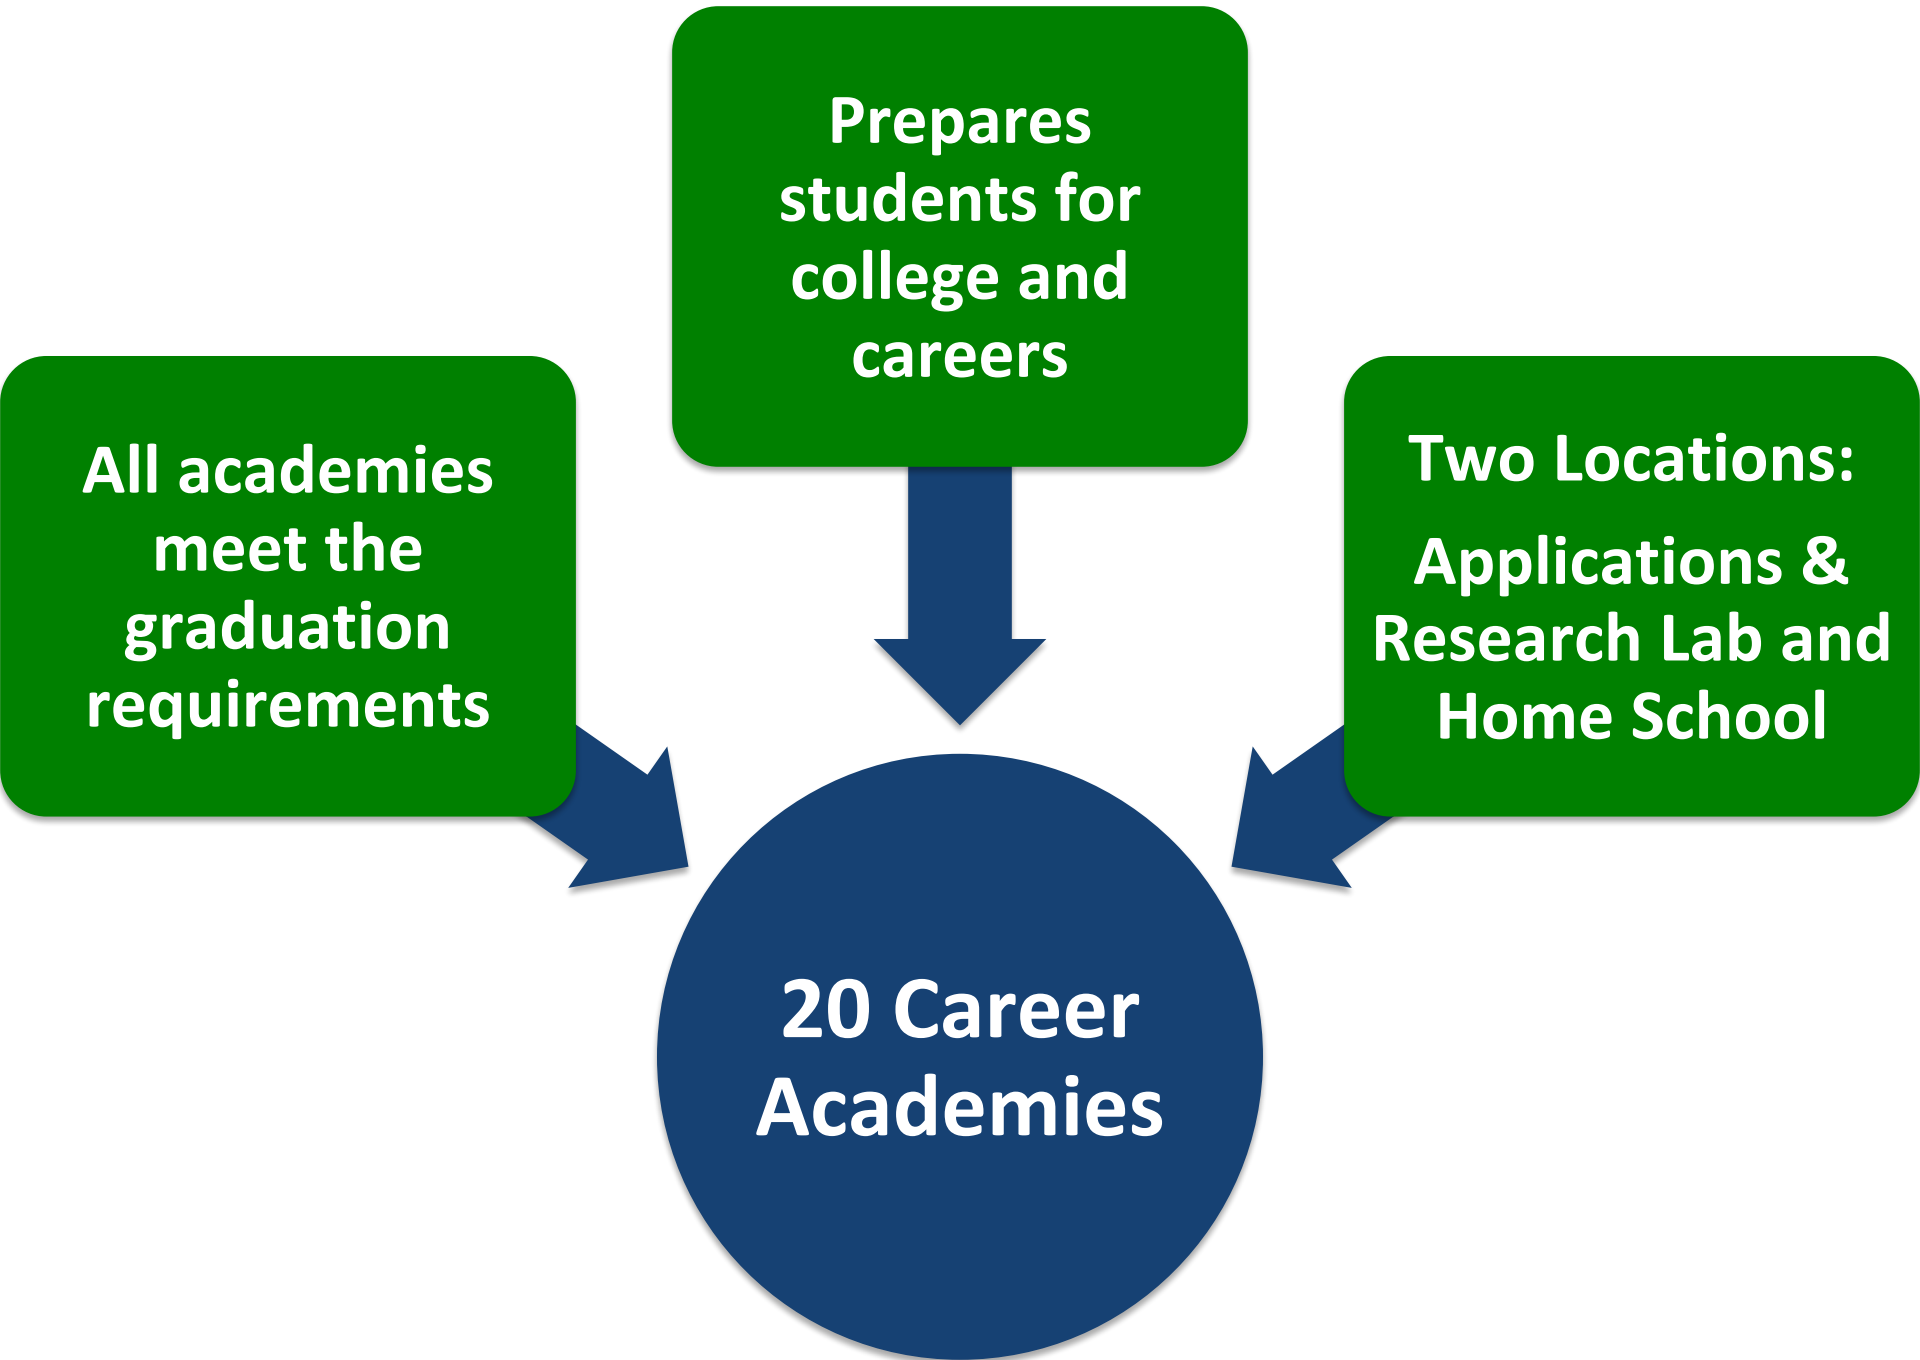 Prepares
students for
college and
careers
All academies
meet the
graduation
requirements
Two Locations:
Applications &
Research Lab and
Home School
20 Career
Academies